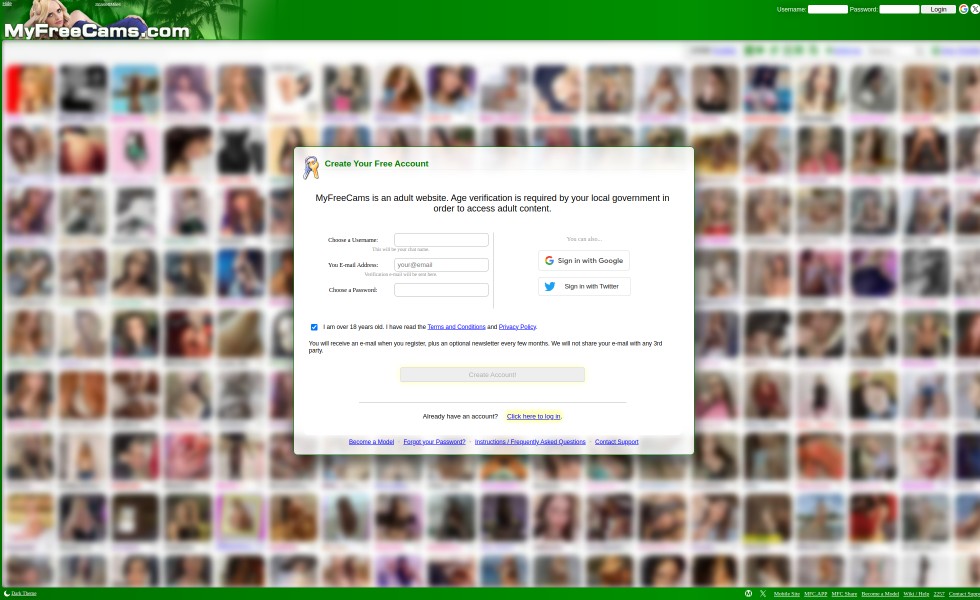 Username: Password: Login
MyFreeCams.com
Create Your Free Account
MyFreeCams is an adult website. Age verification is required by your local government in
order to access adult content.
Choose a Username:
This will be your chat name.
You E-mail Address: your@email
Verification e-mail will be sent here.
Choose a Password:
You can also...
Sign in with Google
Sign in with Twitter
I am over 18 years old. I have read the Terms and Conditions and Privacy Policy.
You will receive an e-mail when you register, plus an optional newsletter every few months. We will not share your e-mail with any 3rd
party.
Create Account!
Already have an account? Click here to log in.
Become a Model - Forgot your Password? - Instructions / Frequently Asked Questions - Contact Support
Dark Theme
Mobile Site MFC.APP MFC Share Become a Model Wiki / Help 2257 Contact